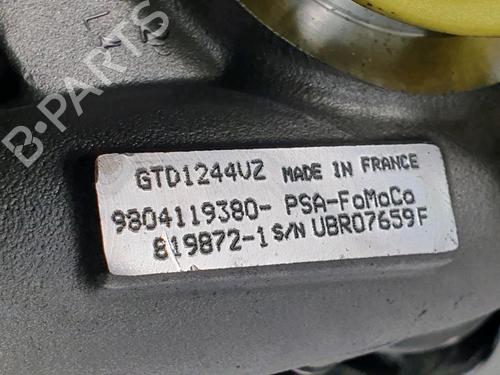 B-PARTS
GTD1244VZ MADE IN FRANCE
9804119380- PSA-FoMoCo
819872-1 S/N UBR07659F